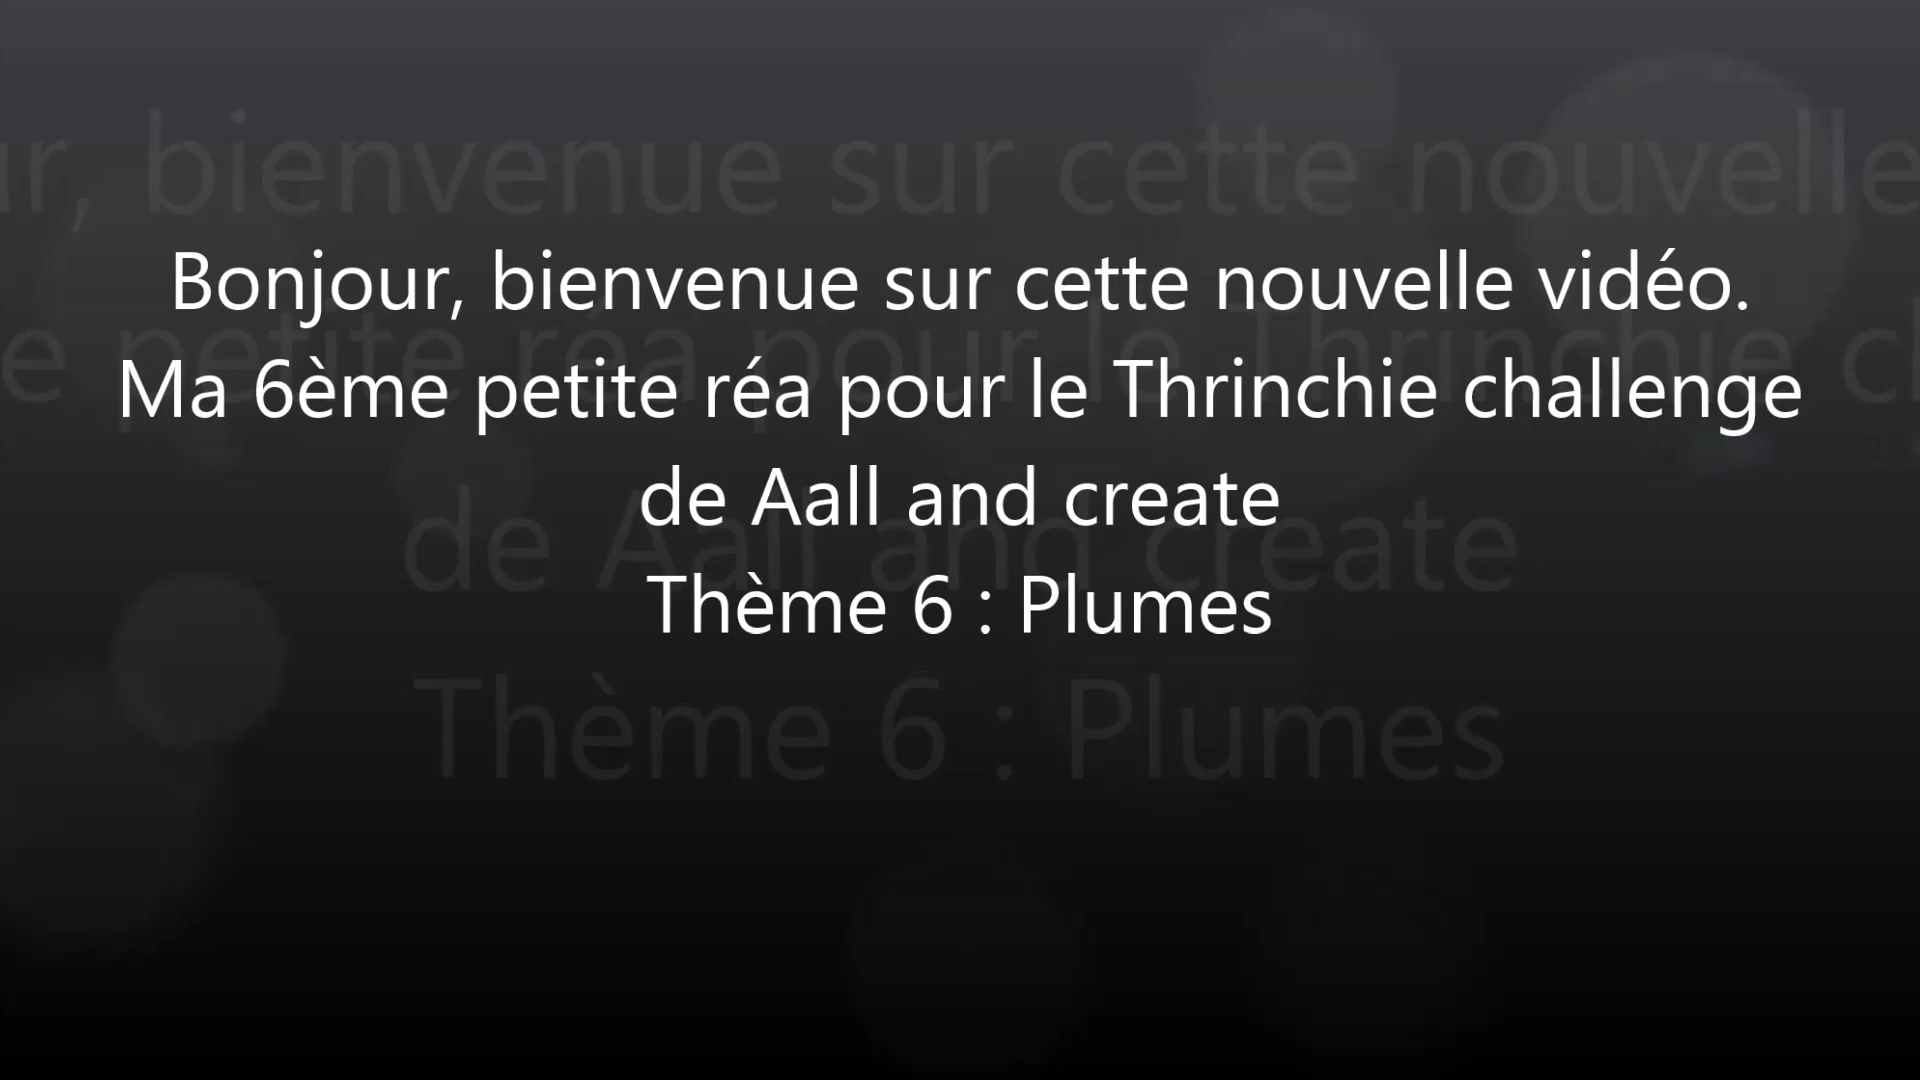 Bonjour, bienvenue sur cette nouvelle vidéo.
Ma 6ème petite réa pour le Thrinchie challenge
de Aall and create
Thème 6 : Plumes